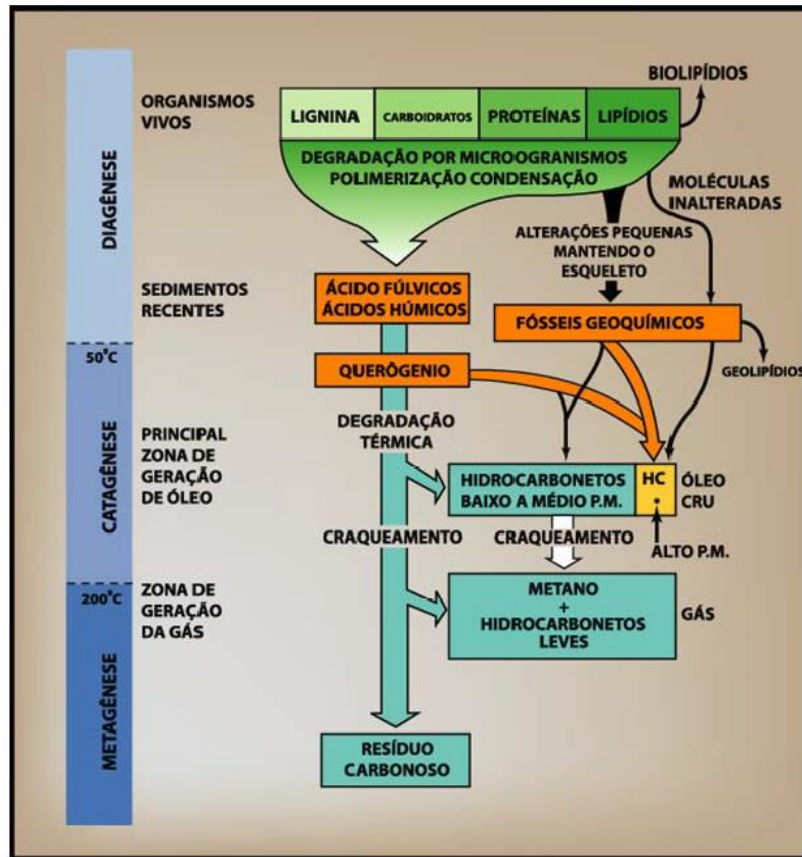 BIOLIPÍDIOS
ORGANISMOS
VIVOS
LIGNINA
CARBOIDRATOS
PROTEÍNAS
LIPÍDIOS
DEGRADAÇÃO POR MICROOGRANISMOS
POLIMERIZAÇÃO CONDENSAÇÃO
MOLÉCULAS
INALTERADAS
ALTERAÇÕES PEQUENAS
MANTENDO O
ESQUELETO
DIAGÊNESE
SEDIMENTOS
RECENTES
ÁCIDO FÚLVICOS
ÁCIDOS HÚMICOS
FÓSSEIS GEOQUÍMICOS
50°C
QUERÔGENIO
GEOLIPÍDIOS
CATAGÊNESE
PRINCIPAL
ZONA DE
GERAÇÃO
DE ÓLEO
DEGRADAÇÃO
TÉRMICA
HIDROCARBONETOS
BAIXO A MÉDIO P.M.
HC
ÓLEO
CRU
CRAQUEAMENTO
CRAQUEAMENTO
ALTO P.M.
200°C
ZONA DE
GERAÇÃO
DA GÁS
METANO
+
HIDROCARBONETOS
LEVES
GÁS
METAGÊNESE
RESÍDUO
CARBONOSO